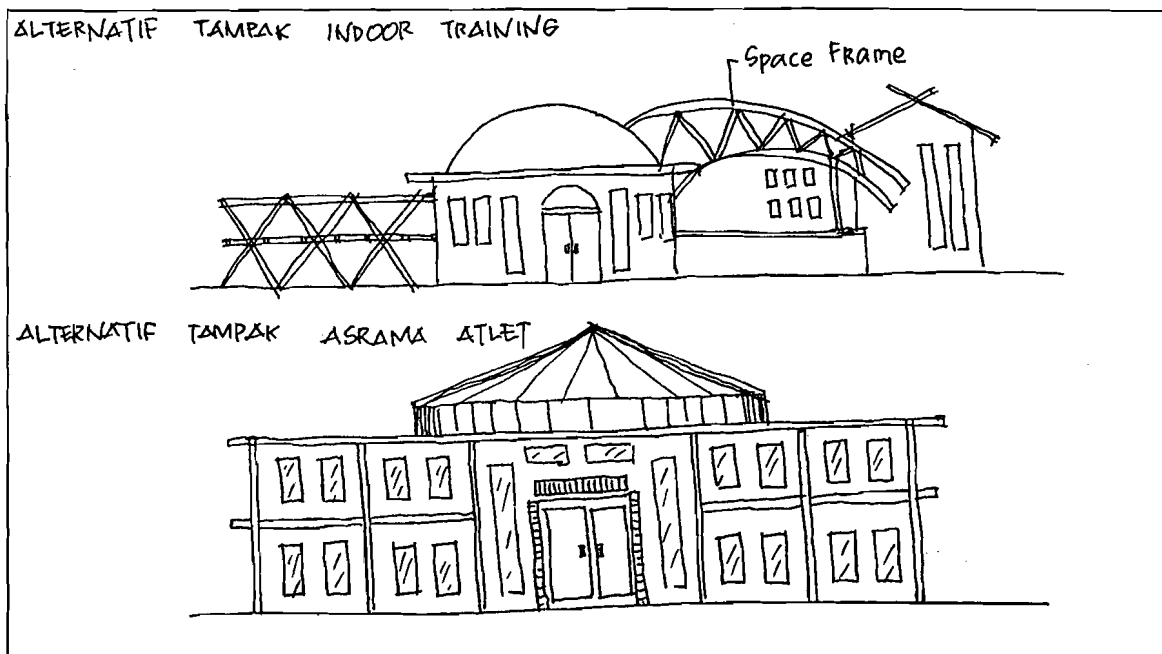 ALTERNATIF TAMPAK INDOOR TRAINING
Space Frame
ALTERNATIF TAMPAK ASRAMA ATLET